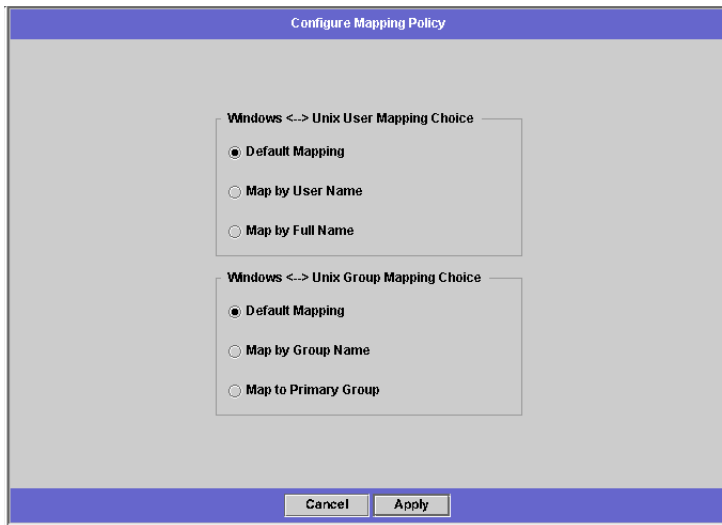 Configure Mapping Policy
Windows <--> Unix User Mapping Choice
Default Mapping
Map by User Name
Map by Full Name
Windows <--> Unix Group Mapping Choice
Default Mapping
Map by Group Name
Map to Primary Group
Cancel Apply